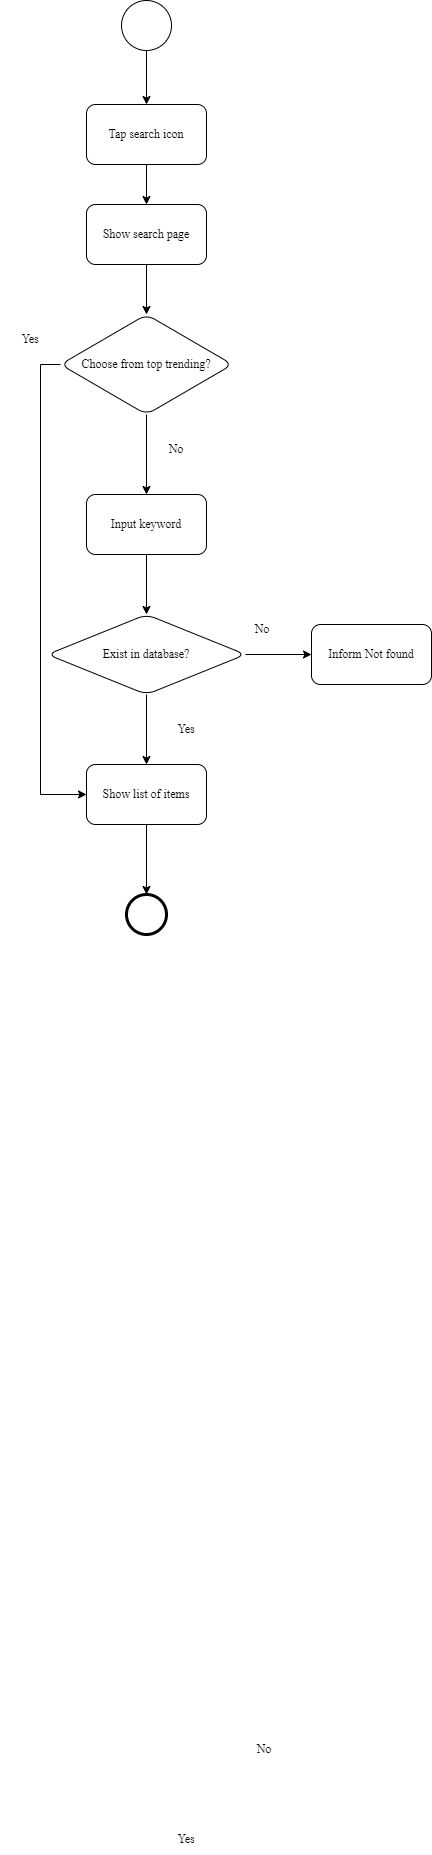 Tap search icon
Show search page
Yes
Choose from top trending?
No
Input keyword
No
Exist in database?
Inform Not found
Yes
Show list of items
No
Yes